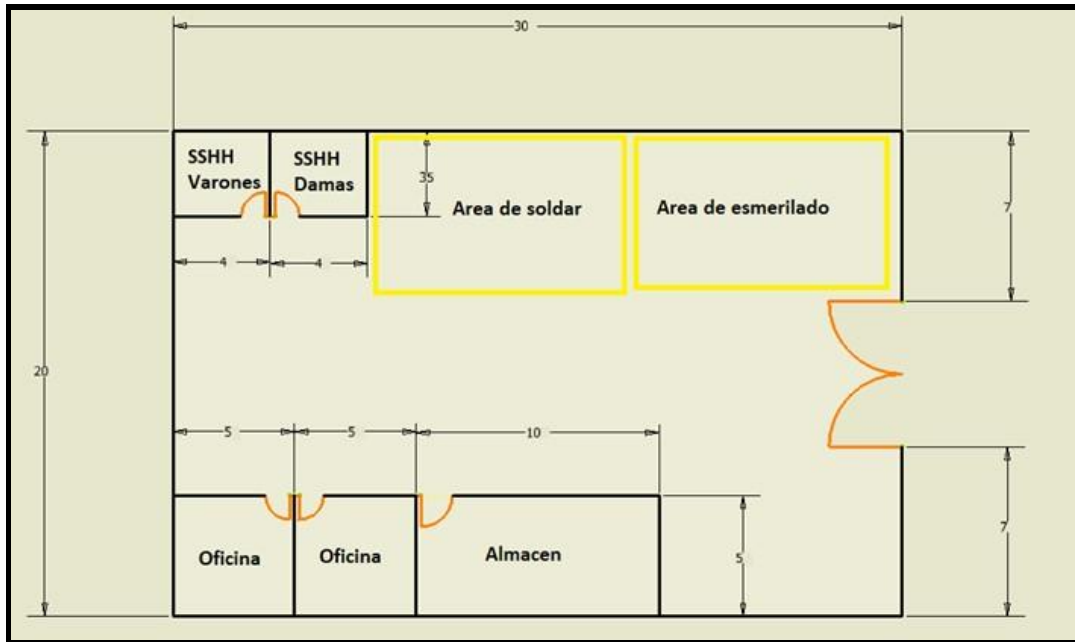 30
SSHH
Varones
SSHH
Damas
35
Area de soldar
Area de esmerilado
7
4
4
20
5
5
10
Oficina
Oficina
Almacen
5
7